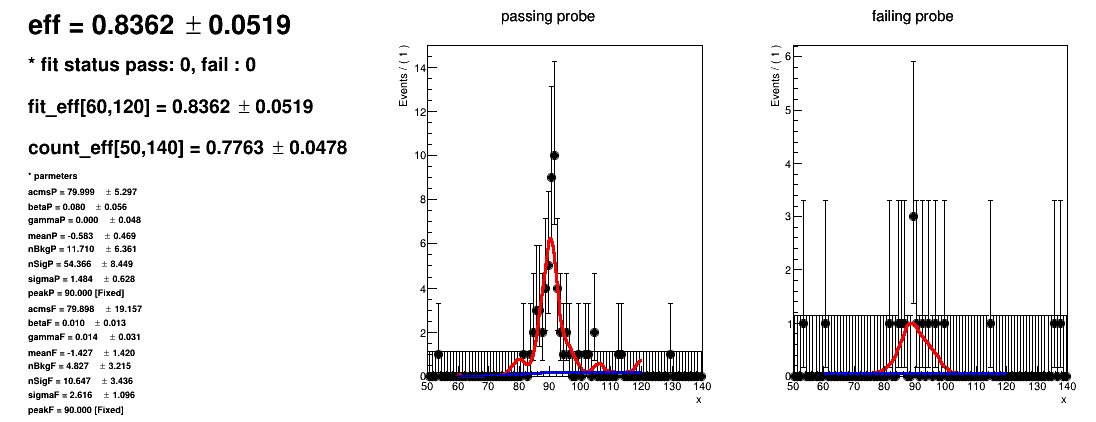 eff = 0.8362 ± 0.0519
* fit status pass: 0, fail : 0
fit_eff[60,120] = 0.8362 ± 0.0519
count_eff[50,140] = 0.7763 ± 0.0478
* parmeters
acmsP = 79.999 ± 5.297
betaP = 0.080 ± 0.056
gammaP = 0.000 ± 0.048
meanP = -0.583 ± 0.469
nBkgP = 11.710 ± 6.361
nSigP = 54.366 ± 8.449
sigmaP = 1.484 ± 0.628
peakP = 90.000 [Fixed]
acmsF = 79.898 ± 19.157
betaF = 0.010 ± 0.013
gammaF = 0.014 ± 0.031
meanF = -1.427 ± 1.420
nBkgF = 4.827 ± 3.215
nSigF = 10.647 ± 3.436
sigmaF = 2.616 ± 1.096
peakF = 90.000 [Fixed]
passing probe
Events / ( 1 )
14
12
10
8
6
4
2
0
50 60 70 80 90 100 110 120 130 140
x
failing probe
Events / ( 1 )
6
5
4
3
2
1
0
50 60 70 80 90 100 110 120 130 140
x